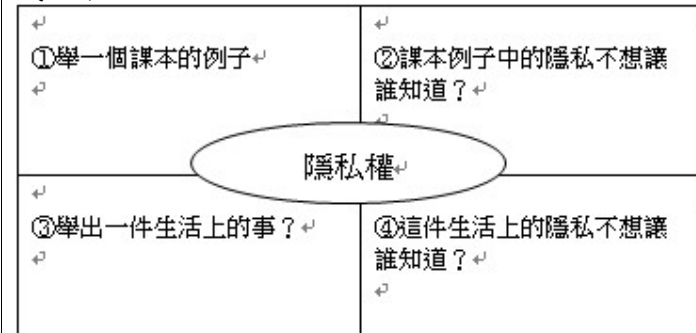 ①舉一個課本的例子
②課本例子中的隱私不想讓
誰知道？
隱私權
③舉出一件生活上的事？
④這件生活上的隱私不想讓
誰知道？